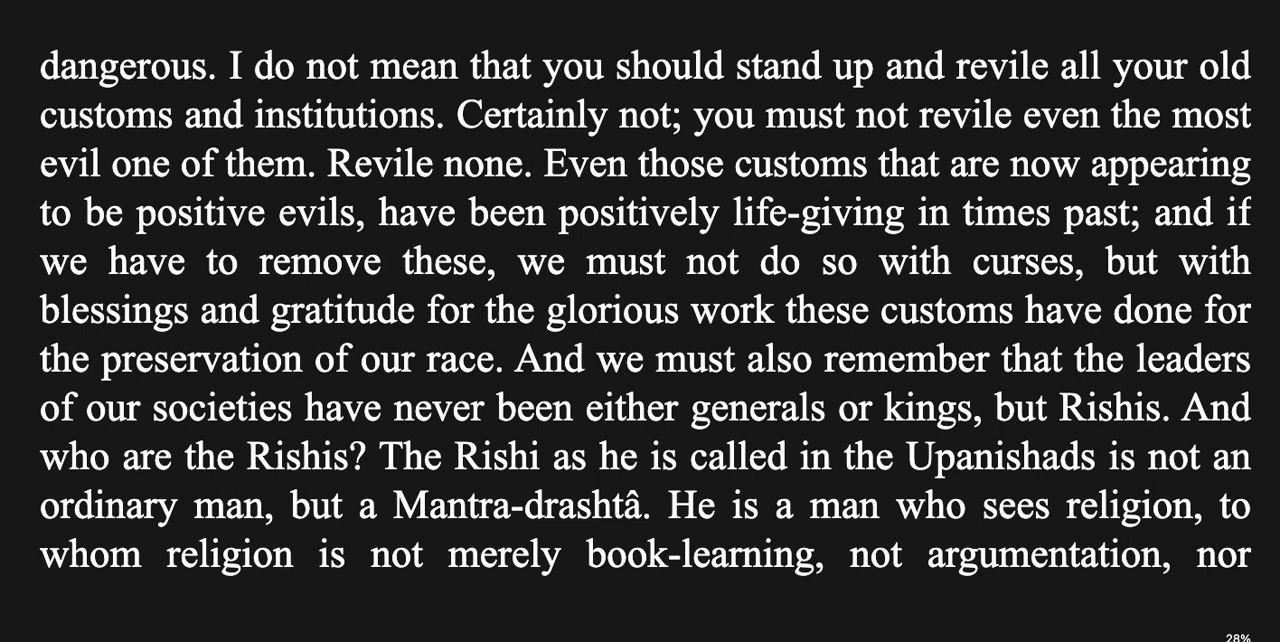 dangerous. I do not mean that you should stand up and revile all your old
customs and institutions. Certainly not; you must not revile even the most
evil one of them. Revile none. Even those customs that are now appearing
to be positive evils, have been positively life-giving in times past; and if
we have to remove these, we must not do so with curses, but with
blessings and gratitude for the glorious work these customs have done for
the preservation of our race. And we must also remember that the leaders
of our societies have never been either generals or kings, but Rishis. And
who are the Rishis? The Rishi as he is called in the Upanishads is not an
ordinary man, but a Mantra-drashtâ. He is a man who sees religion, to
whom religion is not merely book-learning, not argumentation, nor
28%